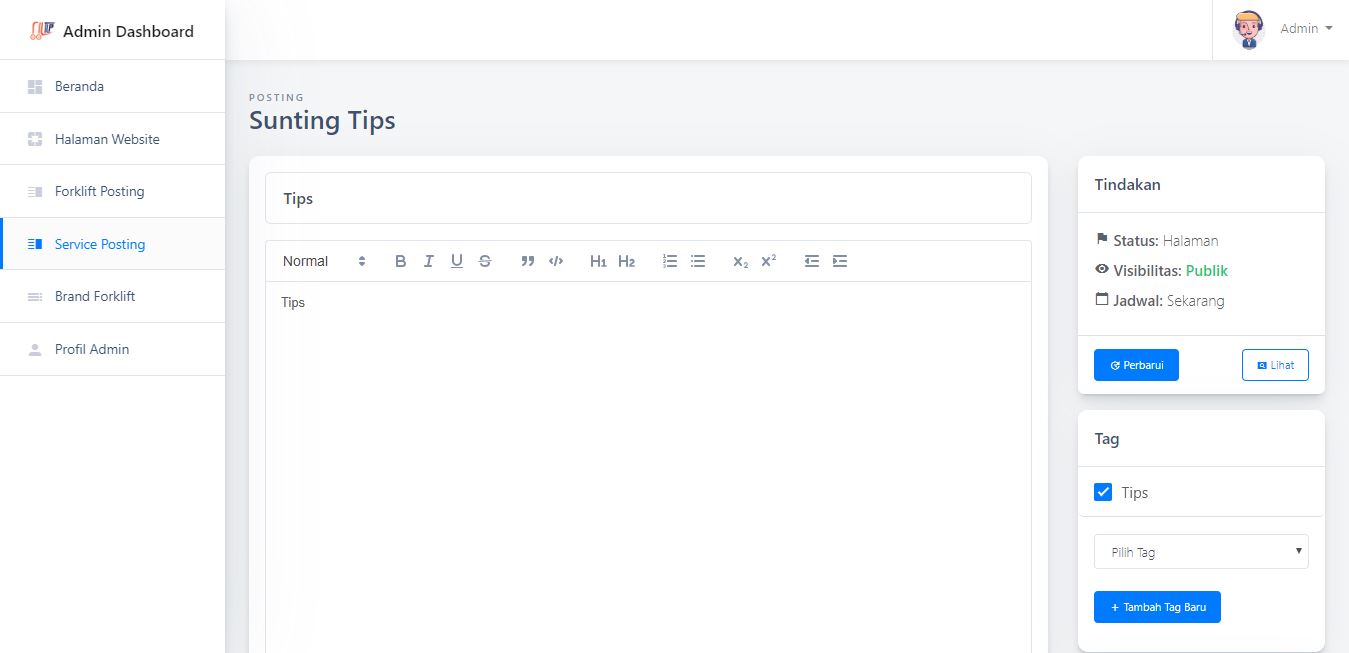 Admin Dashboard
Admin
Beranda
Halaman Website
Forklift Posting
Service Posting
Brand Forklift
Profil Admin
POSTING
Sunting Tips
Tips
Normal
B I U S
H1 H2
X2 X2
Tips
Tindakan
Status: Halaman
Visibilitas: Publik
Jadwal: Sekarang
Perbarui
Lihat
Tag
Tips
Pilih Tag
+ Tambah Tag Baru